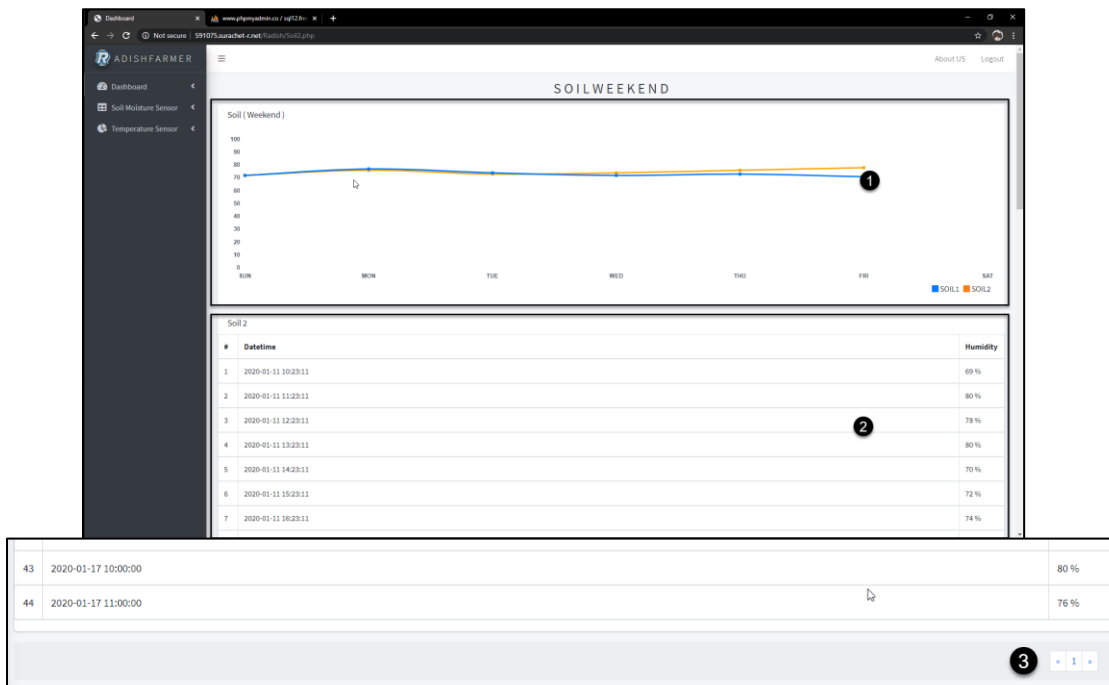 Dashboard
www.phpmyadmin.co / sql12.fre
Not secure | 591075.surachet-r.net/Radish/Soil2.php
R ADISHFARMER
About US Logout
Dashboard
Soil Moisture Sensor
Temperature Sensor
SOILWEEKEND
Soil ( Weekend )
100
90
80
70
60
50
40
30
20
10
0
SUN MON TUE WED THU FRI SAT
SOIL1 SOIL2
1
Soil 2
# Datetime Humidity
1 2020-01-11 10:23:11 69 %
2 2020-01-11 11:23:11 80 %
3 2020-01-11 12:23:11 78 %
2
4 2020-01-11 13:23:11 80 %
5 2020-01-11 14:23:11 70 %
6 2020-01-11 15:23:11 72 %
7 2020-01-11 16:23:11 74 %
43 2020-01-17 10:00:00 80 %
44 2020-01-17 11:00:00 76 %
3 « 1 »